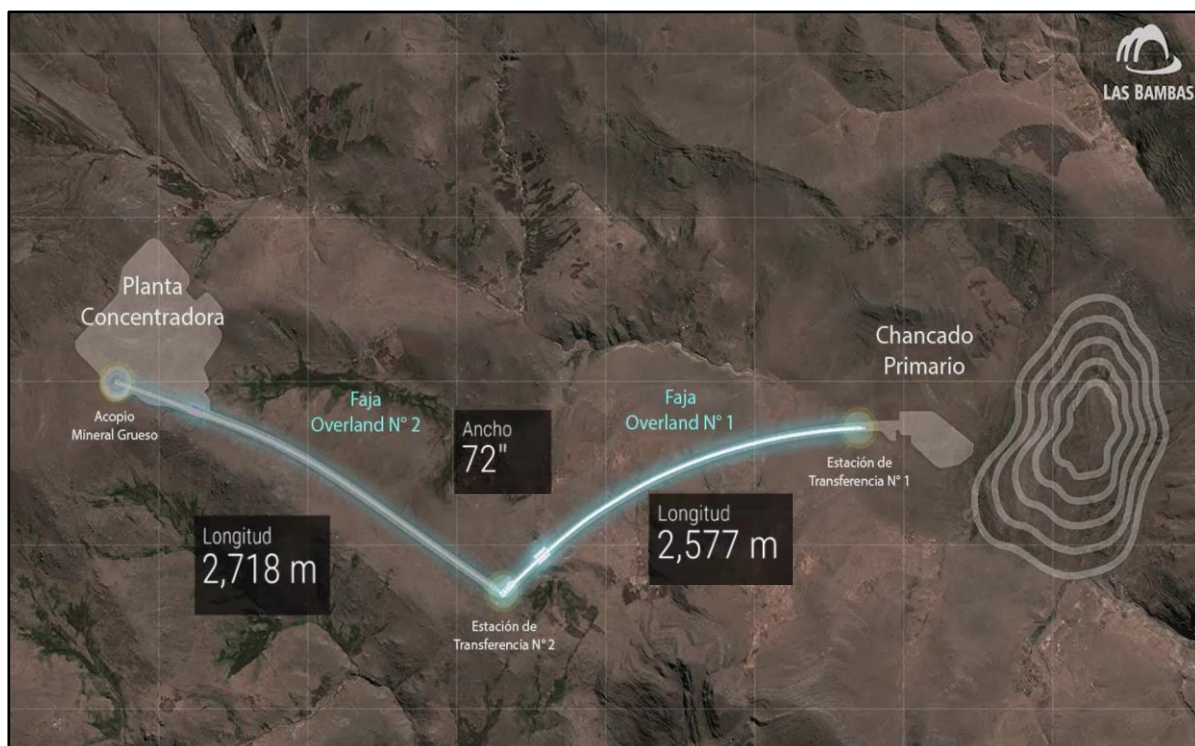 LAS BAMBAS
Planta
Concentradora
Chancado
Primario
Faja
Overland N° 2
Faja
Overland N° 1
Acopio
Mineral Grueso
Ancho
72"
Estación de
Transferencia N° 1
Longitud
2,718 m
Longitud
2,577 m
Estación de
Transferencia N° 2